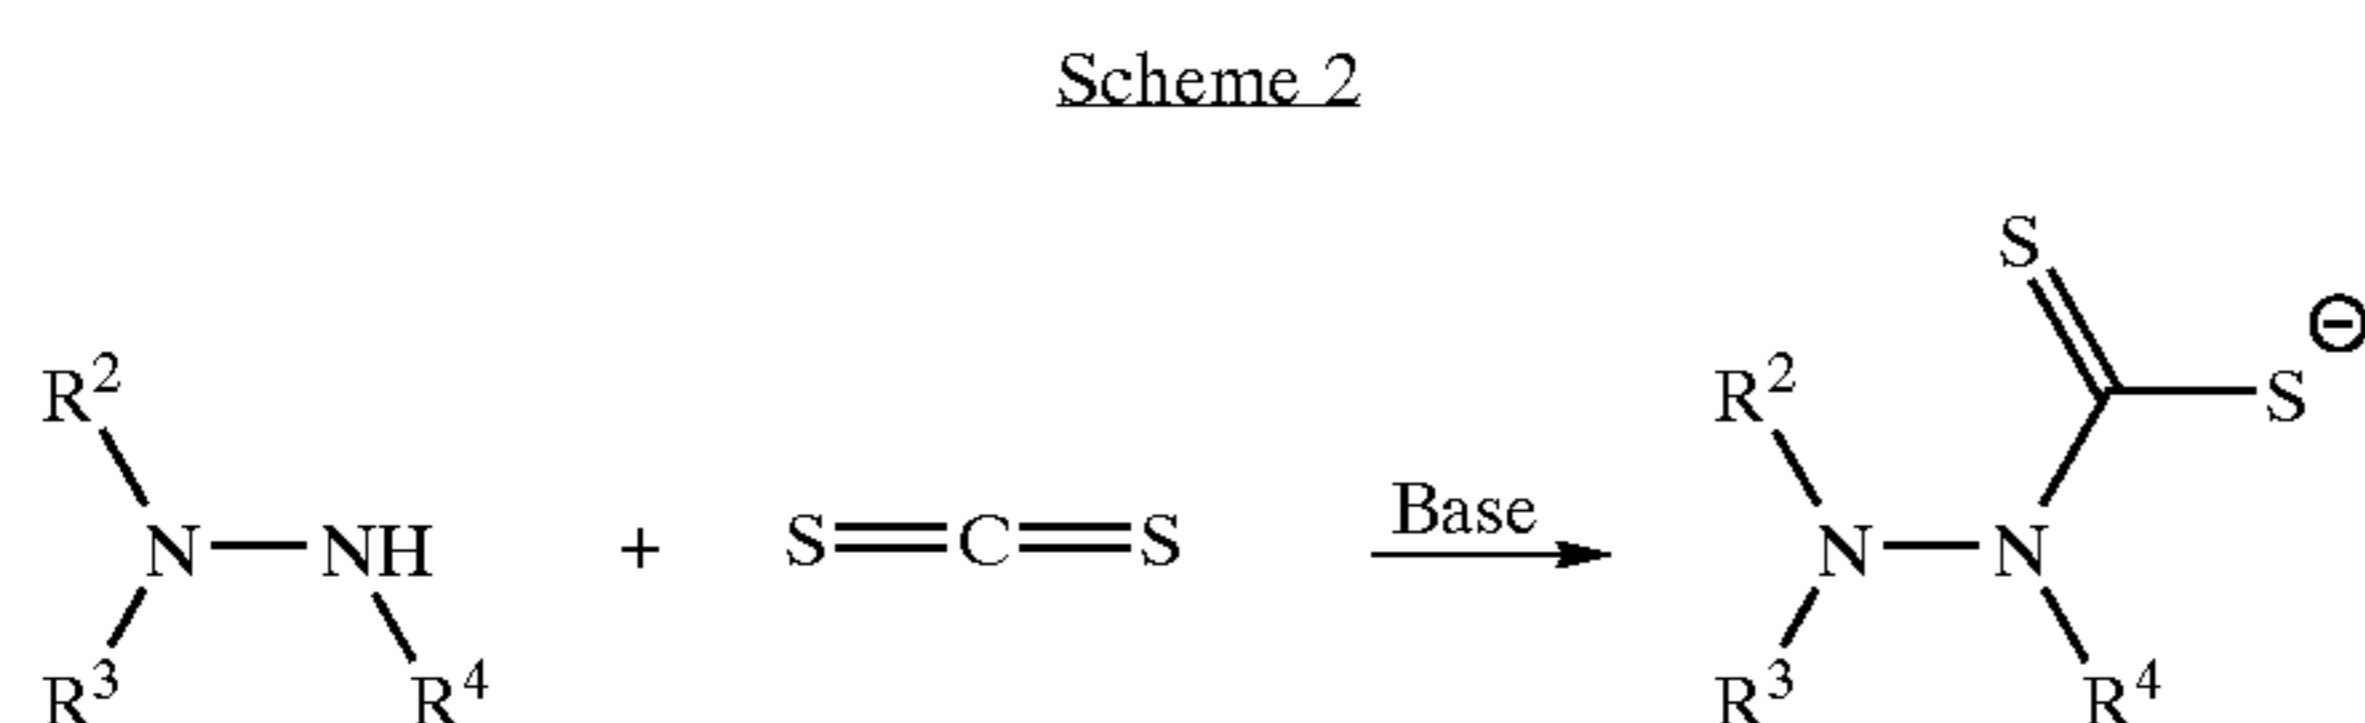 Scheme 2
S
⊖
R² R² S
Base
N NH + S C S N N
R³ R⁴ R³ R⁴